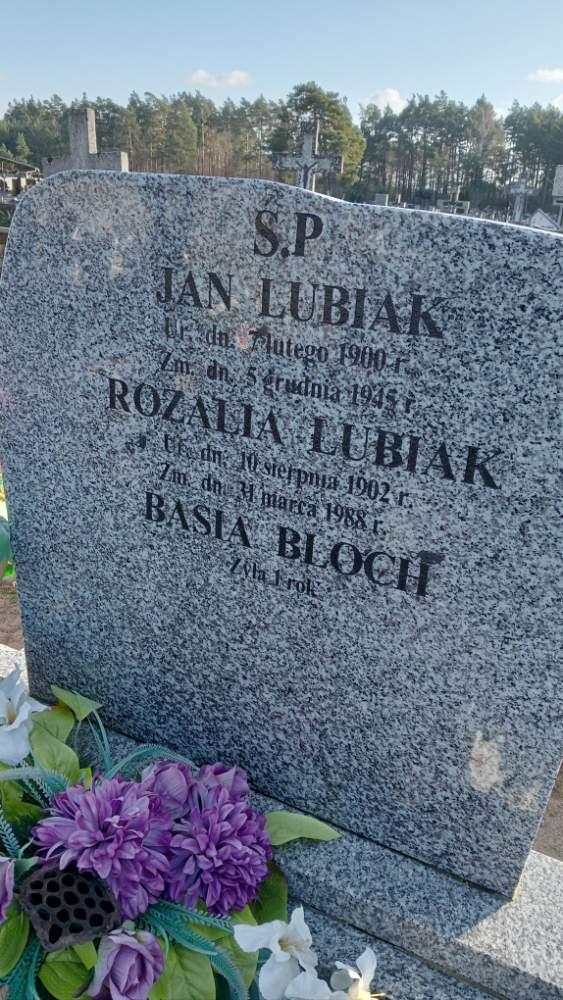 S.P
JAN LUBIAK
Ur. dn. 7 lutego 1900 r.
Zm. dn. 5 grudnia 1945 r.
ROZALIA LUBIAK
Ur. dn. 10 sierpnia 1902 r.
Zm. dn. 31 marca 1988 r.
BASIA BLOCH
Żyła 1 rok